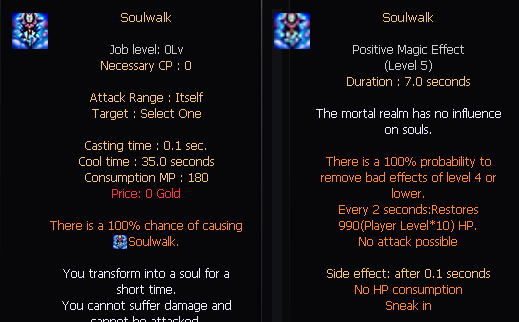 Soulwalk
Job level: 0Lv
Necessary CP : 0
Attack Range : Itself
Target : Select One
Casting time : 0.1 sec.
Cool time : 35.0 seconds
Consumption MP : 180
Price: 0 Gold
There is a 100% chance of causing
Soulwalk.
You transform into a soul for a
short time.
You cannot suffer damage and
cannot be attacked
Soulwalk
Positive Magic Effect
(Level 5)
Duration : 7.0 seconds
The mortal realm has no influence
on souls.
There is a 100% probability to
remove bad effects of level 4 or
lower.
Every 2 seconds:Restores
990(Player Level*10) HP.
No attack possible
Side effect: after 0.1 seconds
No HP consumption
Sneak in